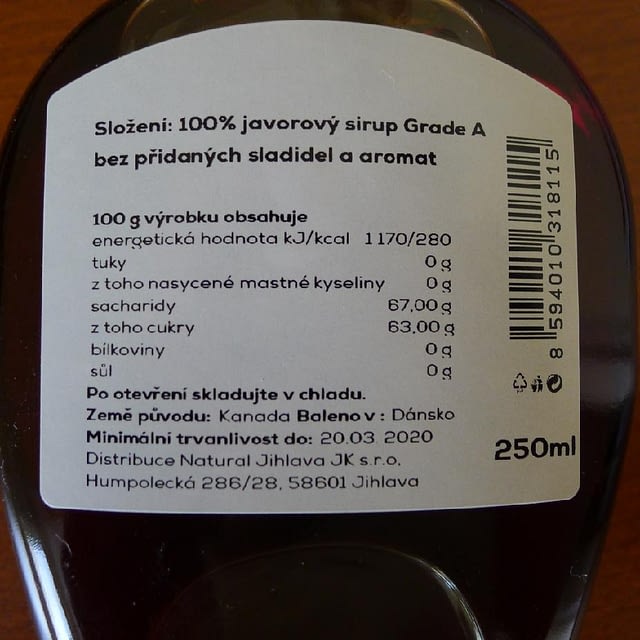 Složení: 100% javorový sirup Grade A
bez přidaných sladidel a aromat
100 g výrobku obsahuje
energetická hodnota kJ/kcal 1170/280
tuky 0 g
z toho nasycené mastné kyseliny 0 g
sacharidy 67,00 g
z toho cukry 63,00 g
bílkoviny 0 g
sůl 0 g
Po otevření skladujte v chladu.
Země původu: Kanada Baleno v : Dánsko
Minimální trvanlivost do: 20.03. 2020
Distribuce Natural Jihlava JK s.r.o.
Humpolecká 286/28, 58601 Jihlava
8 594010 318115
250ml